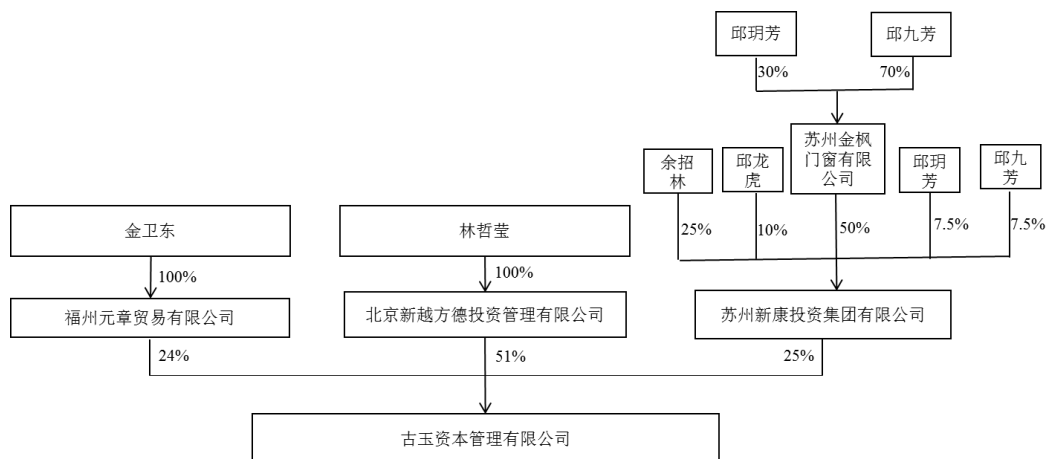 邱玥芳
邱九芳
30%
70%
余招
林
邱龙
虎
苏州金枫
门窗有限
公司
邱玥
芳
邱九
芳
25%
10%
50%
7.5%
7.5%
金卫东
林哲莹
100%
100%
福州元章贸易有限公司
北京新越方德投资管理有限公司
苏州新康投资集团有限公司
24%
51%
25%
古玉资本管理有限公司